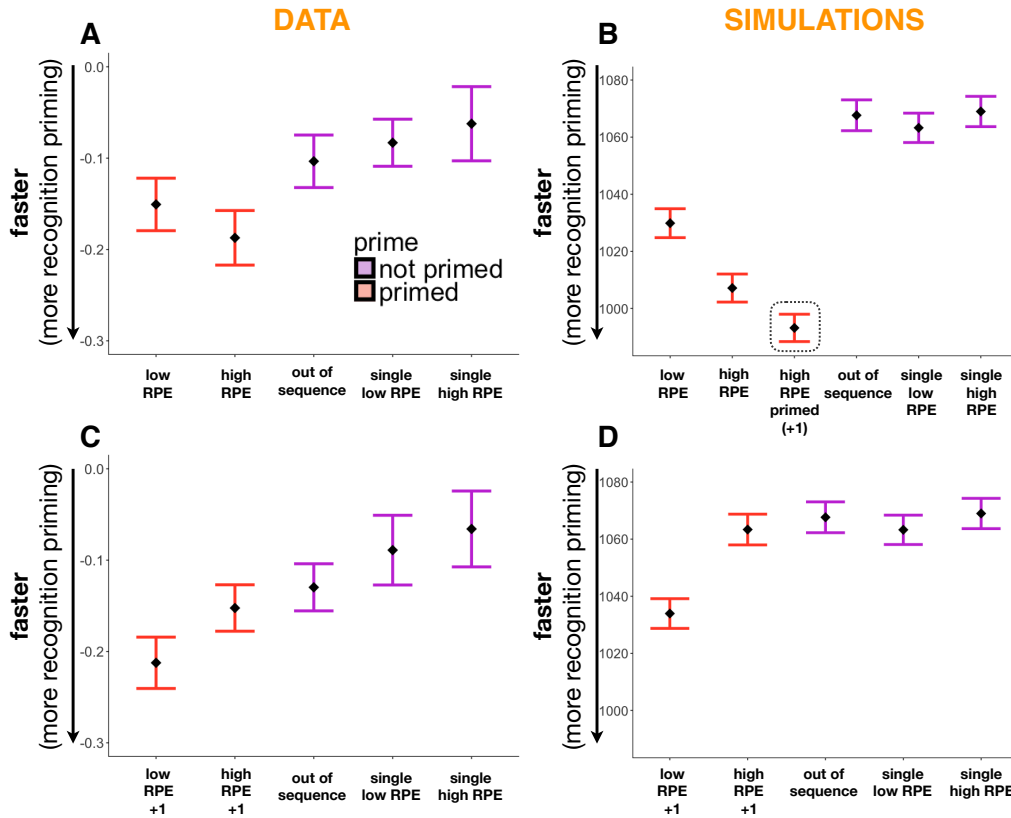 DATA
SIMULATIONS
A
faster
(more recognition priming)
0.0
-0.1
-0.2
-0.3
prime
not primed
primed
low
RPE
high
RPE
out of
sequence
single
low RPE
single
high RPE
B
faster
(more recognition priming)
1080
1060
1040
1020
1000
low
RPE
high
RPE
high
RPE
primed
(+1)
out of
sequence
single
low
RPE
single
high
RPE
C
faster
(more recognition priming)
0.0
-0.1
-0.2
-0.3
low
RPE
+1
high
RPE
+1
out of
sequence
single
low RPE
single
high RPE
D
faster
(more recognition priming)
1080
1060
1040
1020
1000
low
RPE
+1
high
RPE
+1
out of
sequence
single
low RPE
single
high RPE